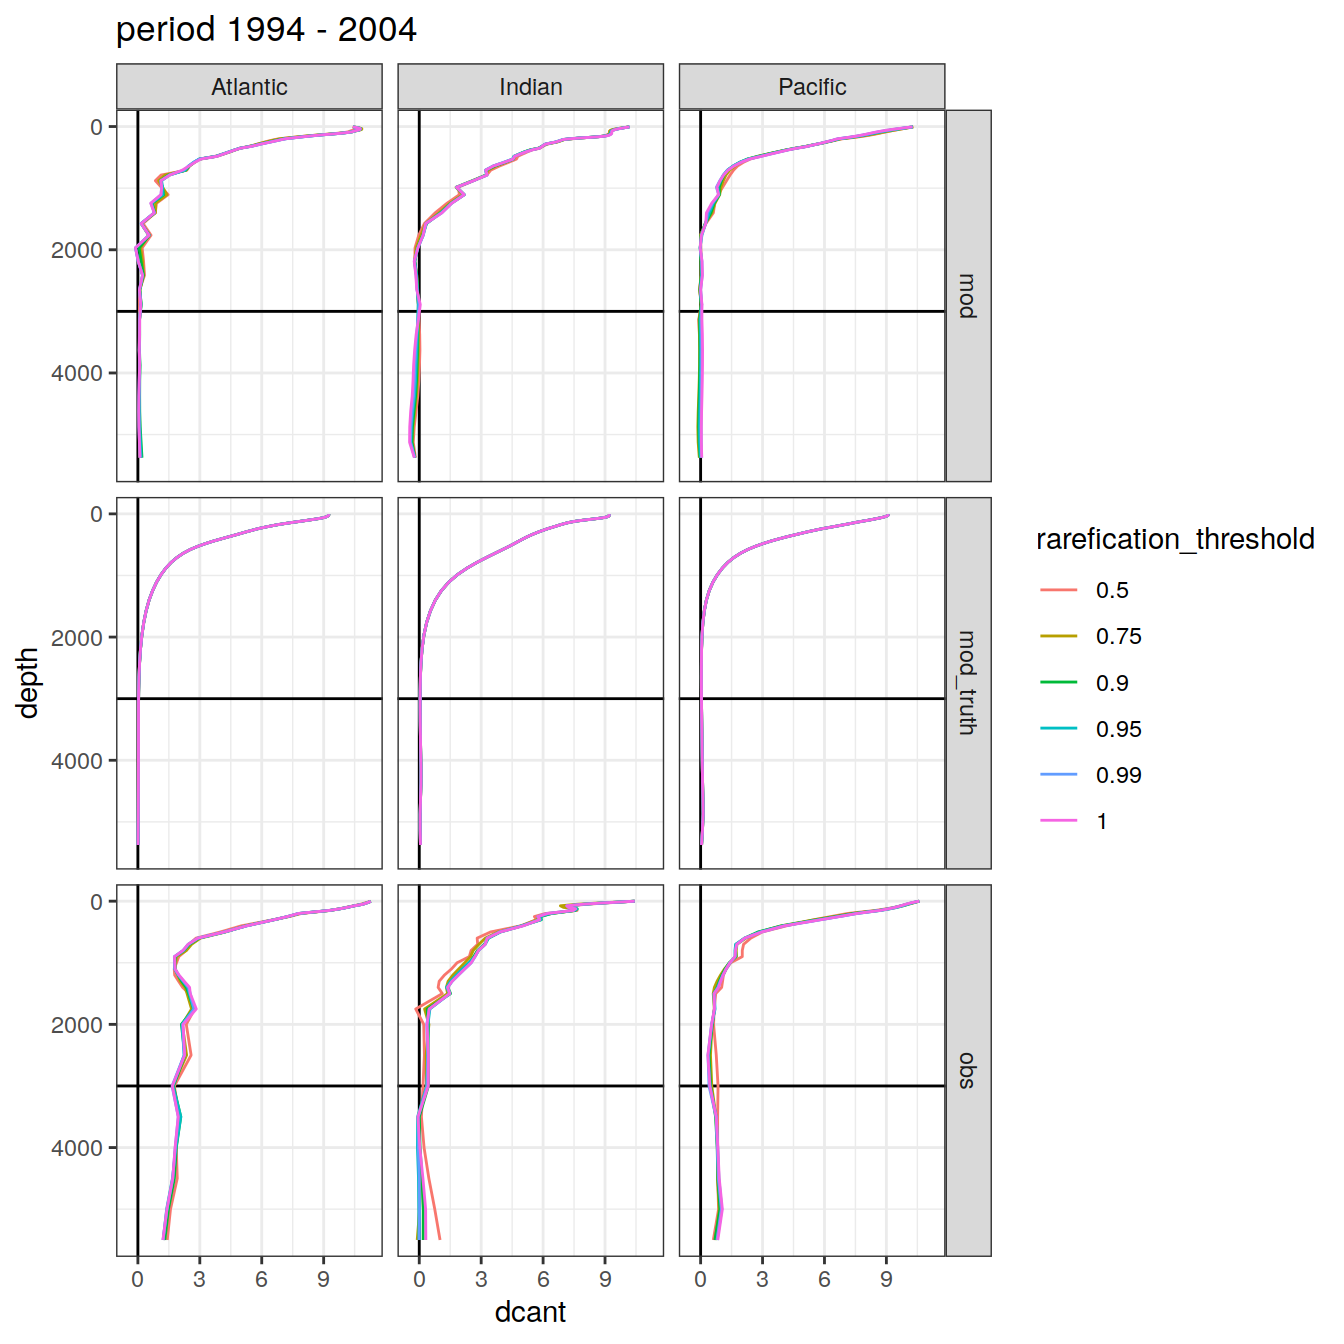 period 1994 - 2004
Atlantic
Indian
Pacific
0
2000
4000
mod
0
2000
4000
mod_truth
0
2000
4000
obs
depth
0 3 6 9
0 3 6 9
0 3 6 9
dcant
rarefication_threshold
0.5
0.75
0.9
0.95
0.99
1